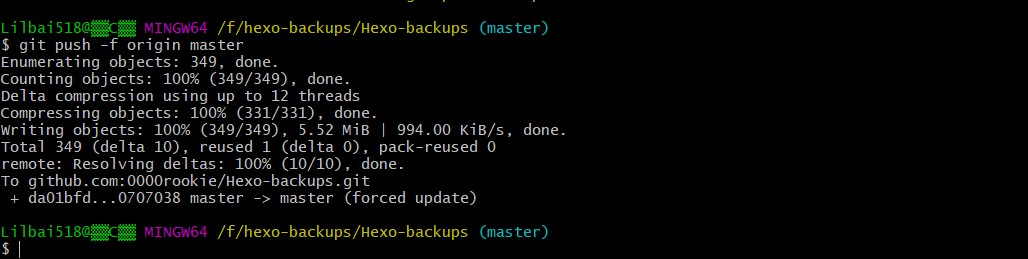 Lilbai518@▒▒C▒▒ MINGW64 /f/hexo-backups/Hexo-backups (master)
$ git push -f origin master
Enumerating objects: 349, done.
Counting objects: 100% (349/349), done.
Delta compression using up to 12 threads
Compressing objects: 100% (331/331), done.
Writing objects: 100% (349/349), 5.52 MiB | 994.00 KiB/s, done.
Total 349 (delta 10), reused 1 (delta 0), pack-reused 0
remote: Resolving deltas: 100% (10/10), done.
To github.com:0000rookie/Hexo-backups.git
 + da01bfd...0707038 master -> master (forced update)
Lilbai518@▒▒C▒▒ MINGW64 /f/hexo-backups/Hexo-backups (master)
$